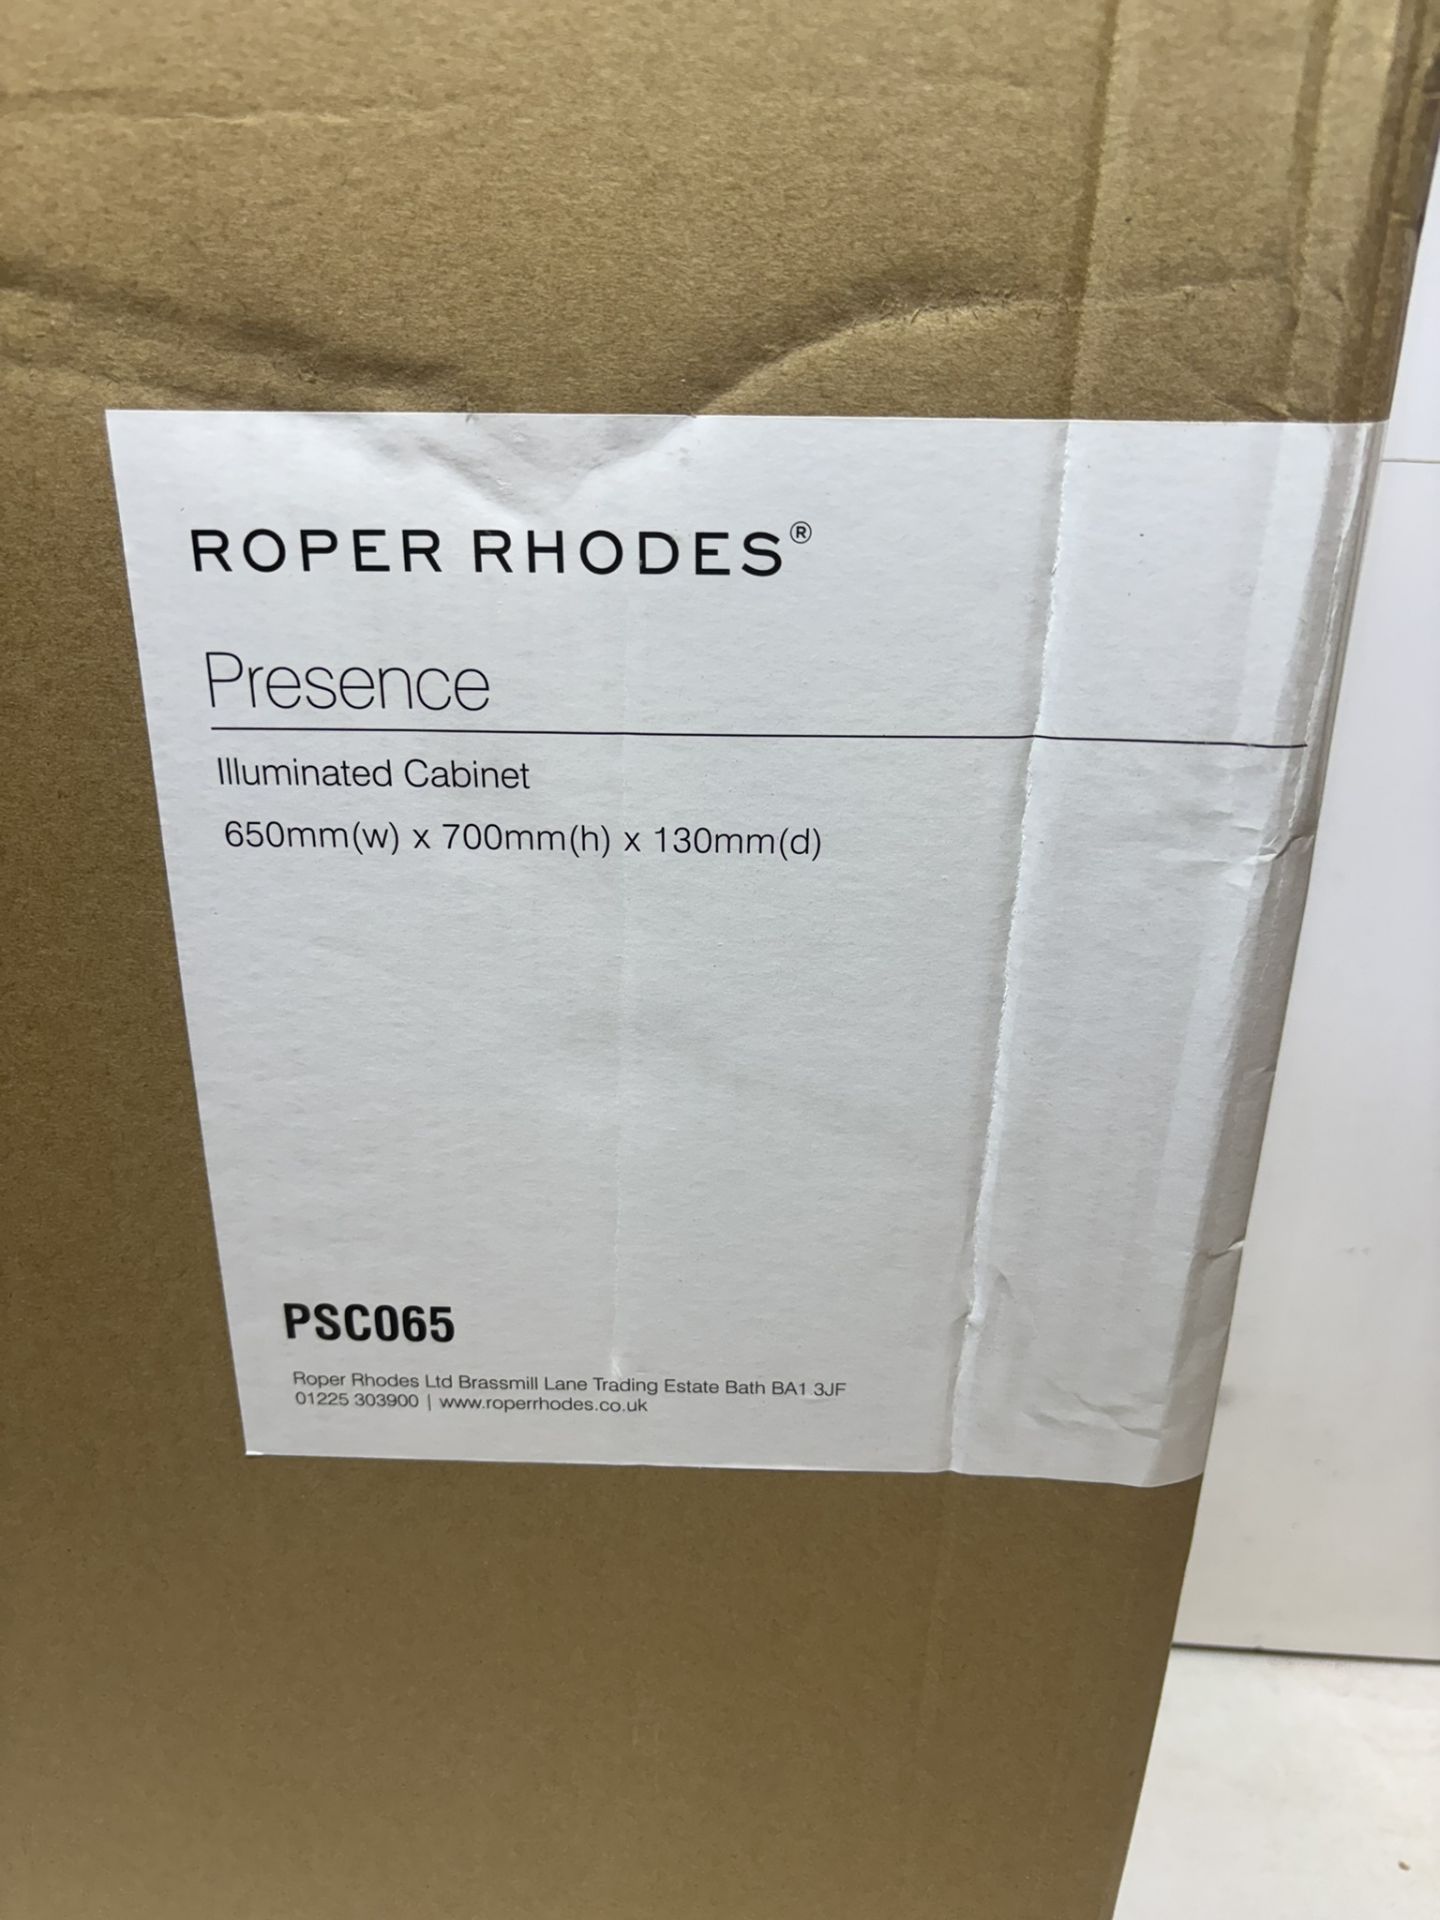 ROPER RHODES®
Presence
Illuminated Cabinet
650mm(w) x 700mm(h) x 130mm(d)
PSC065
Roper Rhodes Ltd Brassmill Lane Trading Estate Bath BA1 3JF
01225 303900 | www.roperrhodes.co.uk